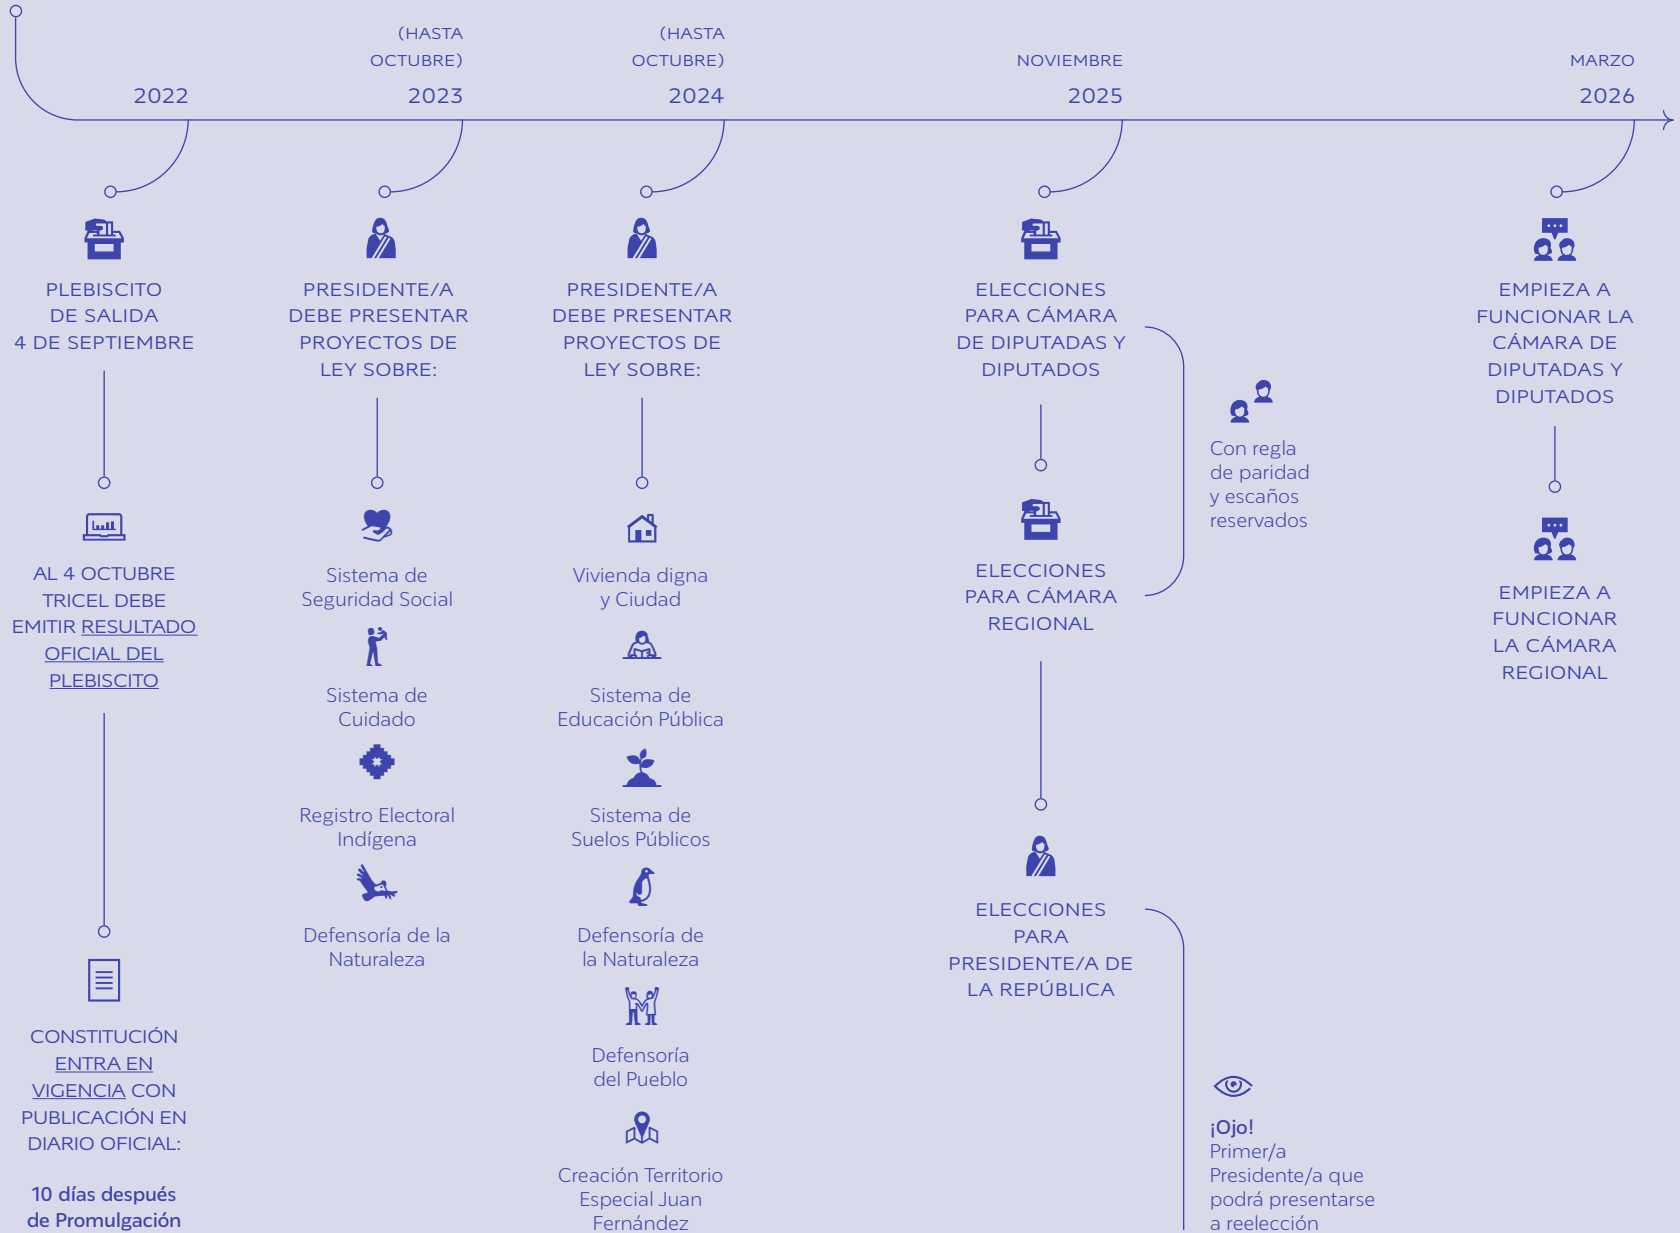 2022
PLEBISCITO
DE SALIDA
4 DE SEPTIEMBRE
AL 4 OCTUBRE
TRICEL DEBE
EMITIR RESULTADO
OFICIAL DEL
PLEBISCITO
CONSTITUCIÓN
ENTRA EN
VIGENCIA CON
PUBLICACIÓN EN
DIARIO OFICIAL:
10 días después
de Promulgación
(HASTA
OCTUBRE)
2023
PRESIDENTE/A
DEBE PRESENTAR
PROYECTOS DE
LEY SOBRE:
Sistema de
Seguridad Social
Sistema de
Cuidado
Registro Electoral
Indígena
Defensoría de la
Naturaleza
(HASTA
OCTUBRE)
2024
PRESIDENTE/A
DEBE PRESENTAR
PROYECTOS DE
LEY SOBRE:
Vivienda digna
y Ciudad
Sistema de
Educación Pública
Sistema de
Suelos Públicos
Defensoría de
la Naturaleza
Defensoría
del Pueblo
Creación Territorio
Especial Juan
Fernández
NOVIEMBRE
2025
ELECCIONES
PARA CÁMARA
DE DIPUTADAS Y
DIPUTADOS
ELECCIONES
PARA CÁMARA
REGIONAL
Con regla
de paridad
y escaños
reservados
ELECCIONES
PARA
PRESIDENTE/A DE
LA REPÚBLICA
¡Ojo!
Primer/a
Presidente/a que
podrá presentarse
a reelección
MARZO
2026
EMPIEZA A
FUNCIONAR LA
CÁMARA DE
DIPUTADAS Y
DIPUTADOS
EMPIEZA A
FUNCIONAR
LA CÁMARA
REGIONAL